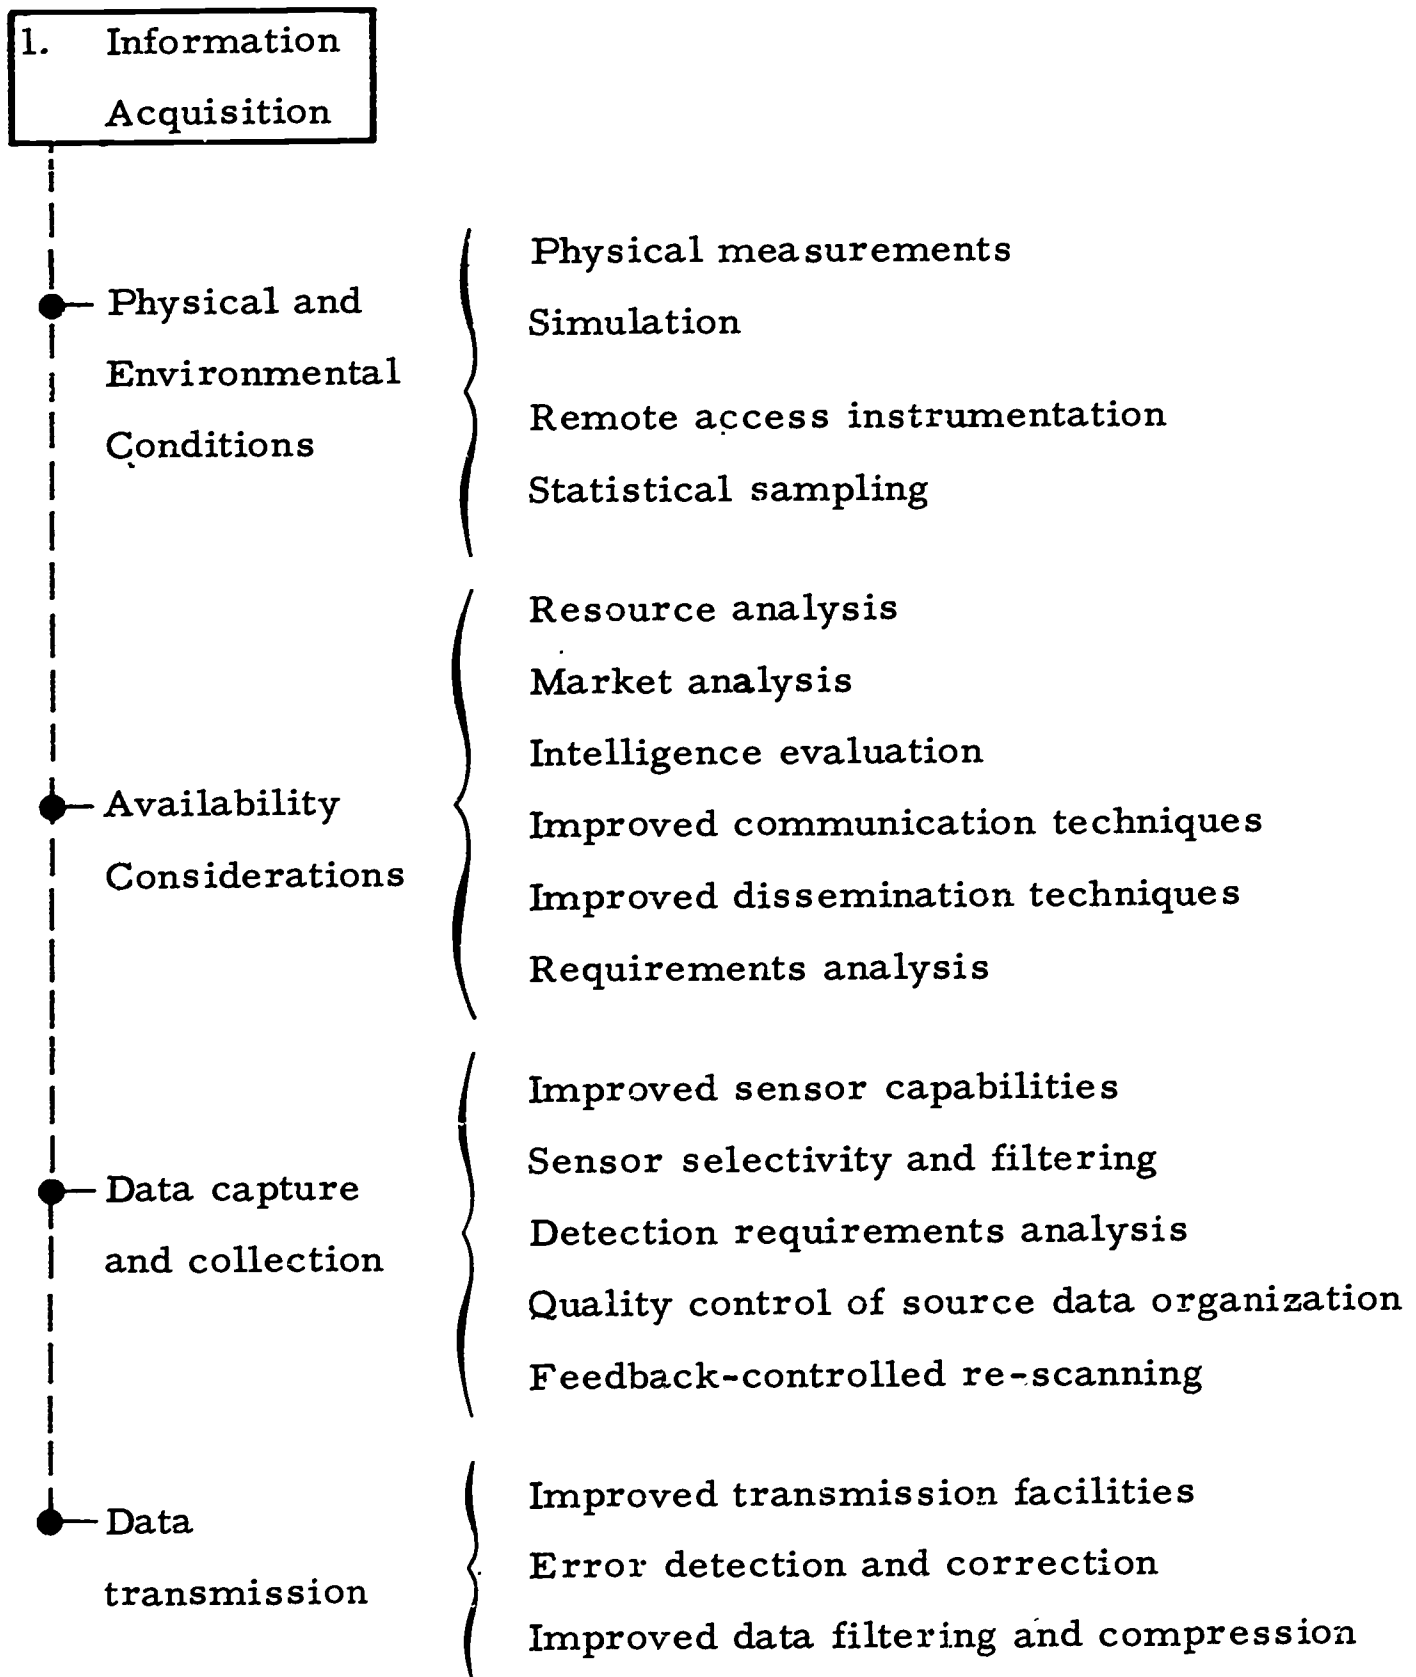 1. Information
Acquisition
Physical and
Environmental
Conditions
Physical measurements
Simulation
Remote access instrumentation
Statistical sampling
Availability
Considerations
Resource analysis
Market analysis
Intelligence evaluation
Improved communication techniques
Improved dissemination techniques
Requirements analysis
Data capture
and collection
Improved sensor capabilities
Sensor selectivity and filtering
Detection requirements analysis
Quality control of source data organization
Feedback-controlled re-scanning
Data
transmission
Improved transmission facilities
Error detection and correction
Improved data filtering and compression